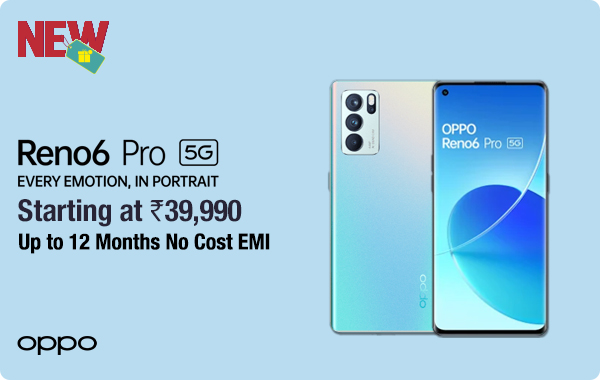 NEW
Reno6 Pro 5G
EVERY EMOTION, IN PORTRAIT
Starting at ₹39,990
Up to 12 Months No Cost EMI
oppo
oppo
OPPO
Reno6 Pro 5G